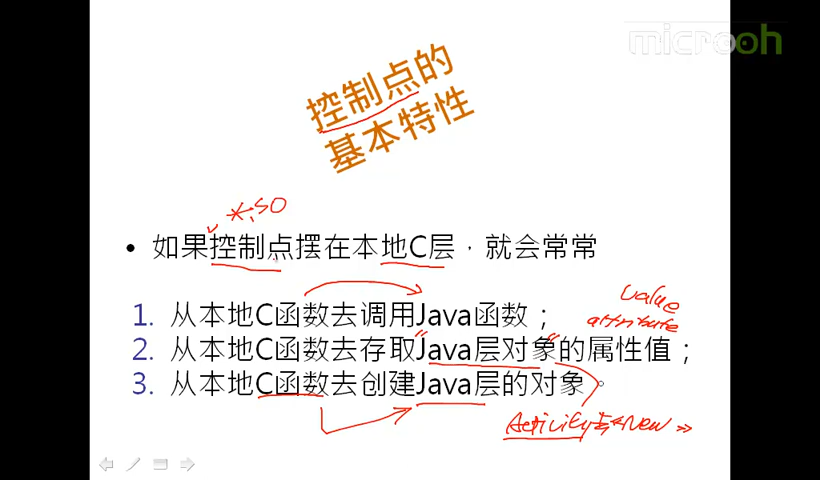 microoh
控制点的
基本特性
*.so
• 如果控制点摆在本地C层，就会常常
1. 从本地C函数去调用Java函数；
value
attribute
2. 从本地C函数去存取"Java层对象"的属性值；
3. 从本地C函数去创建Java层的对象。
Activity <<New>>